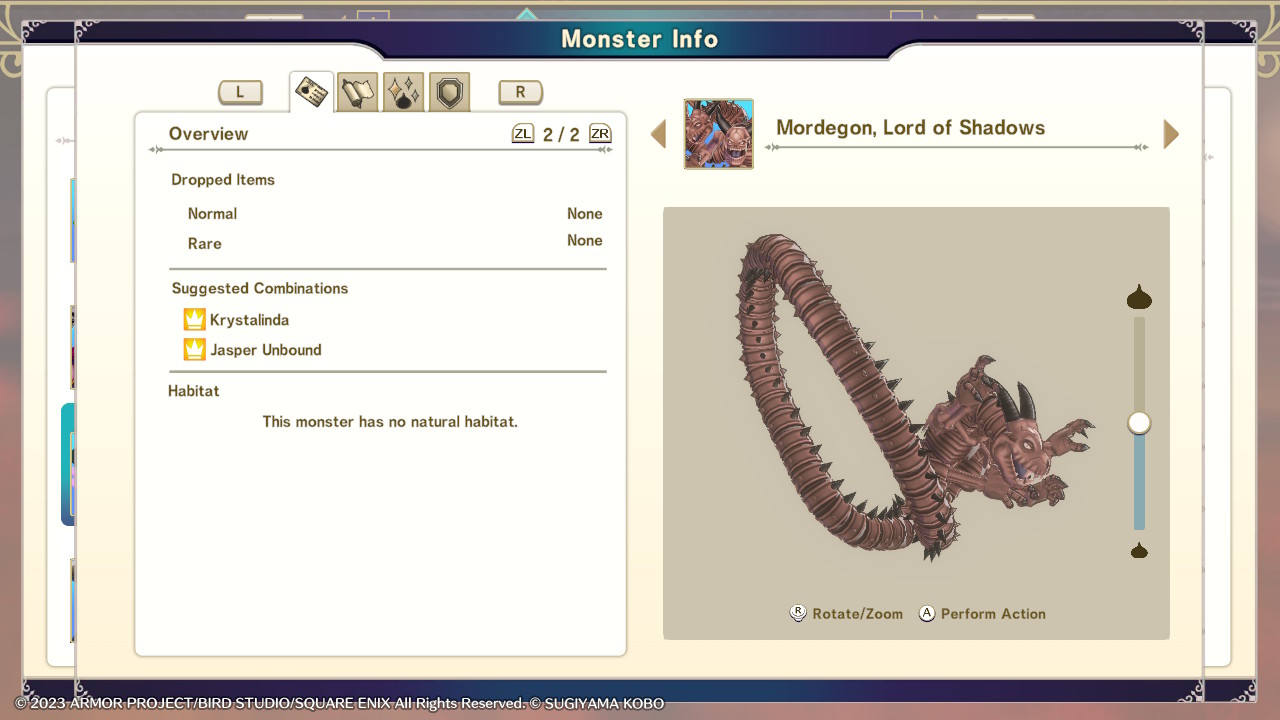 Monster Info
L
R
Overview
ZL 2 / 2 ZR
Dropped Items
Normal None
Rare None
Suggested Combinations
Krystalinda
Jasper Unbound
Habitat
This monster has no natural habitat.
Mordegon, Lord of Shadows
R Rotate/Zoom A Perform Action
© 2023 ARMOR PROJECT/BIRD STUDIO/SQUARE ENIX All Rights Reserved. © SUGIYAMA KOBO